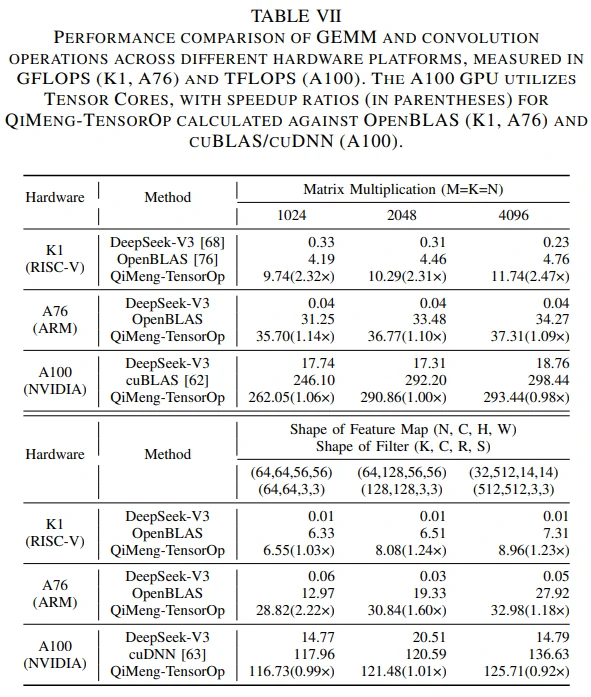 TABLE VII
PERFORMANCE COMPARISON OF GEMM AND CONVOLUTION
OPERATIONS ACROSS DIFFERENT HARDWARE PLATFORMS, MEASURED IN
GFLOPS (K1, A76) AND TFLOPS (A100). THE A100 GPU UTILIZES
TENSOR CORES, WITH SPEEDUP RATIOS (IN PARENTHESES) FOR
QIMENG-TENSOROP CALCULATED AGAINST OPENBLAS (K1, A76) AND
CUBLAS/CUDNN (A100).
Hardware Method Matrix Multiplication (M=K=N)
1024 2048 4096
K1 (RISC-V) DeepSeek-V3 [68] 0.33 0.31 0.23
OpenBLAS [76] 4.19 4.46 4.76
QiMeng-TensorOp 9.74(2.32×) 10.29(2.31×) 11.74(2.47×)
A76 (ARM) DeepSeek-V3 0.04 0.04 0.04
OpenBLAS 31.25 33.48 34.27
QiMeng-TensorOp 35.70(1.14×) 36.77(1.10×) 37.31(1.09×)
A100 (NVIDIA) DeepSeek-V3 17.74 17.31 18.76
cuBLAS [62] 246.10 292.20 298.44
QiMeng-TensorOp 262.05(1.06×) 290.86(1.00×) 293.44(0.98×)
Hardware Method Shape of Feature Map (N, C, H, W)
Shape of Filter (K, C, R, S)
(64,64,56,56) (64,128,56,56) (32,512,14,14)
(64,64,3,3) (128,128,3,3) (512,512,3,3)
K1 (RISC-V) DeepSeek-V3 0.01 0.01 0.01
OpenBLAS 6.33 6.51 7.31
QiMeng-TensorOp 6.55(1.03×) 8.08(1.24×) 8.96(1.23×)
A76 (ARM) DeepSeek-V3 0.06 0.03 0.05
OpenBLAS 12.97 19.33 27.92
QiMeng-TensorOp 28.82(2.22×) 30.84(1.60×) 32.98(1.18×)
A100 (NVIDIA) DeepSeek-V3 14.77 20.51 14.79
cuDNN [63] 117.96 120.59 136.63
QiMeng-TensorOp 116.73(0.99×) 121.48(1.01×) 125.71(0.92×)